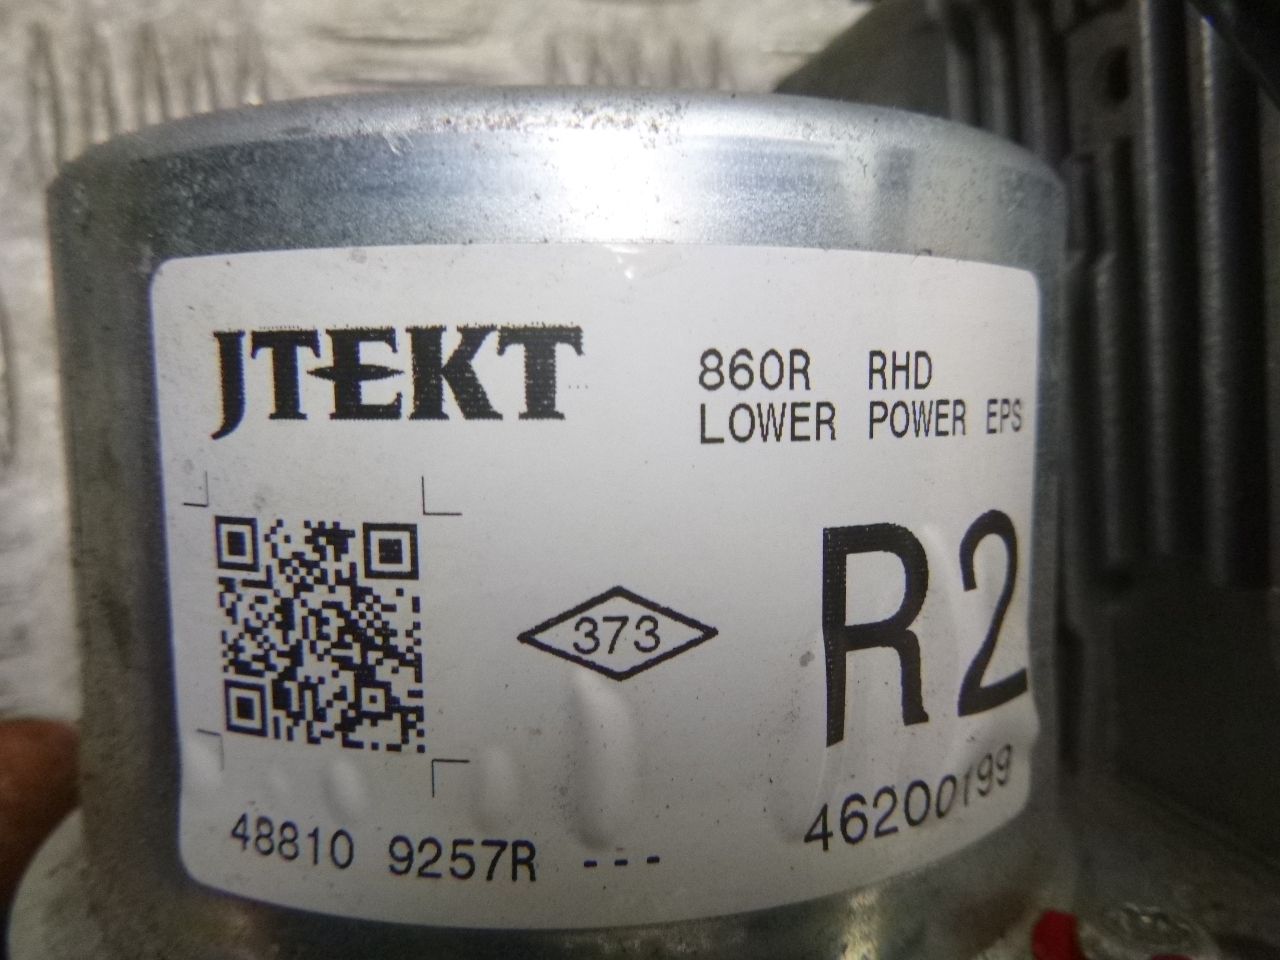 JTEKT
860R RHD
LOWER POWER EPS
373
R2
46200199
48810 9257R ---